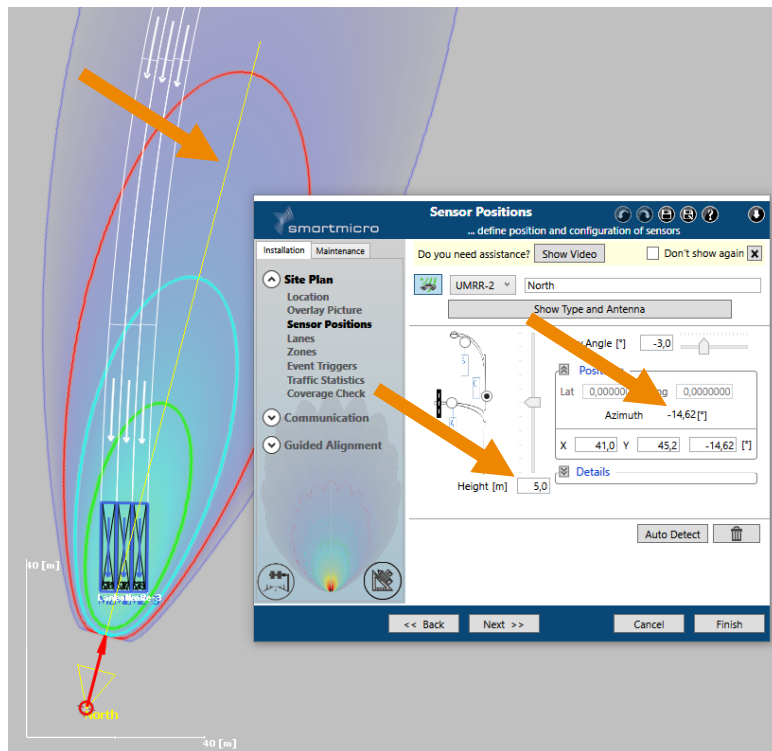 smartmicro
Sensor Positions
... define position and configuration of sensors
Installation
Maintenance
Do you need assistance?
Show Video
Don't show again
Site Plan
Location
Overlay Picture
Sensor Positions
Lanes
Zones
Event Triggers
Traffic Statistics
Coverage Check
Communication
Guided Alignment
UMRR-2
North
Show Type and Antenna
Angle [°]
-3,0
Lat
0,000000
0,0000000
Azimuth
-14,62[°]
X
41,0
Y
45,2
-14,62
[°]
Details
Height [m]
5,0
Auto Detect
<< Back
Next >>
Cancel
Finish
40 [m]
North
40 [m]